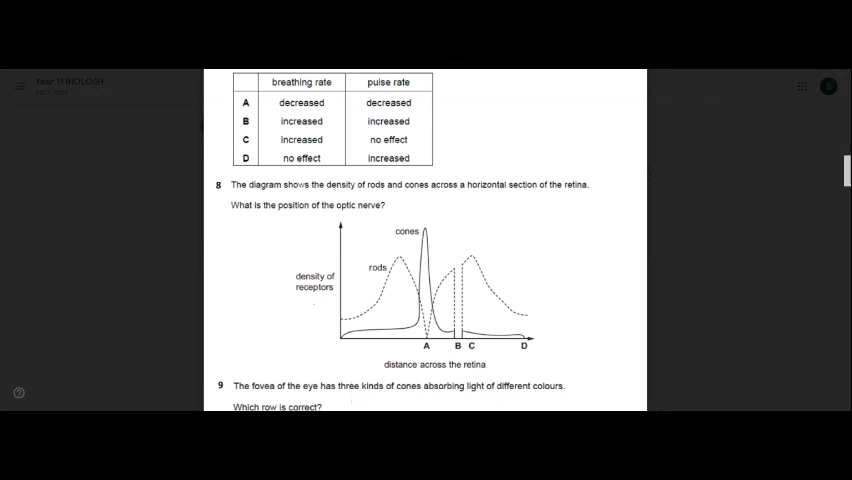 Year 11 BIOLOGY
breathing rate pulse rate
A decreased decreased
B increased increased
C increased no effect
D no effect increased
8 The diagram shows the density of rods and cones across a horizontal section of the retina.
What is the position of the optic nerve?
cones
rods
density of
receptors
A B C D
distance across the retina
9 The fovea of the eye has three kinds of cones absorbing light of different colours.
Which row is correct?